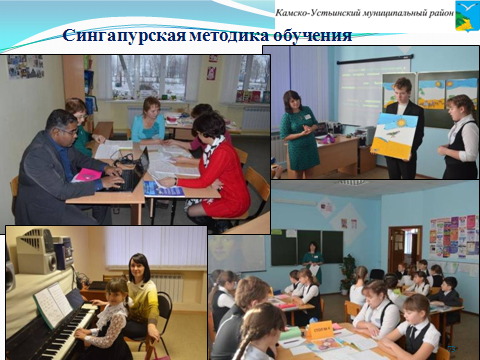 Камско-Устьинский муниципальный район
Сингапурская методика обучения